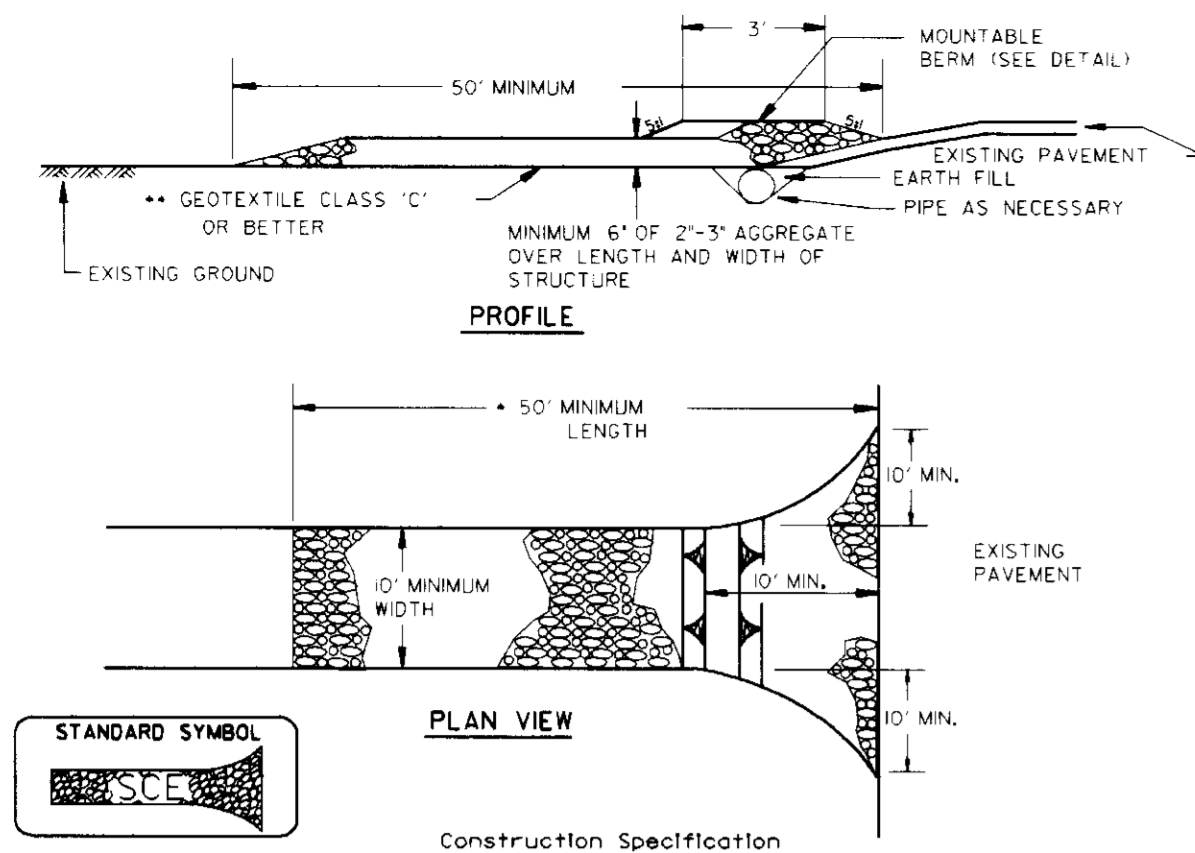 3'
MOUNTABLE
BERM (SEE DETAIL)
50' MINIMUM
5:1
5:1
EXISTING PAVEMENT
** GEOTEXTILE CLASS 'C'
OR BETTER
EARTH FILL
PIPE AS NECESSARY
MINIMUM 6" OF 2"-3" AGGREGATE
OVER LENGTH AND WIDTH OF
STRUCTURE
EXISTING GROUND
PROFILE
* 50' MINIMUM
LENGTH
10' MIN.
10' MINIMUM
WIDTH
10' MIN.
EXISTING
PAVEMENT
10' MIN.
PLAN VIEW
STANDARD SYMBOL
SCE
Construction Specification